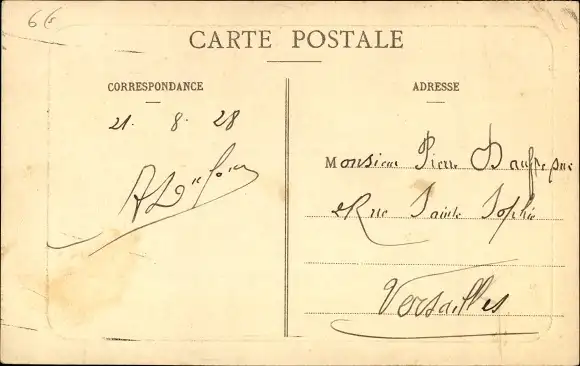 66
CARTE POSTALE
CORRESPONDANCE
ADRESSE
21. 8. 28
Monsieur Pierre
Rue Sainte Sophie
Versailles